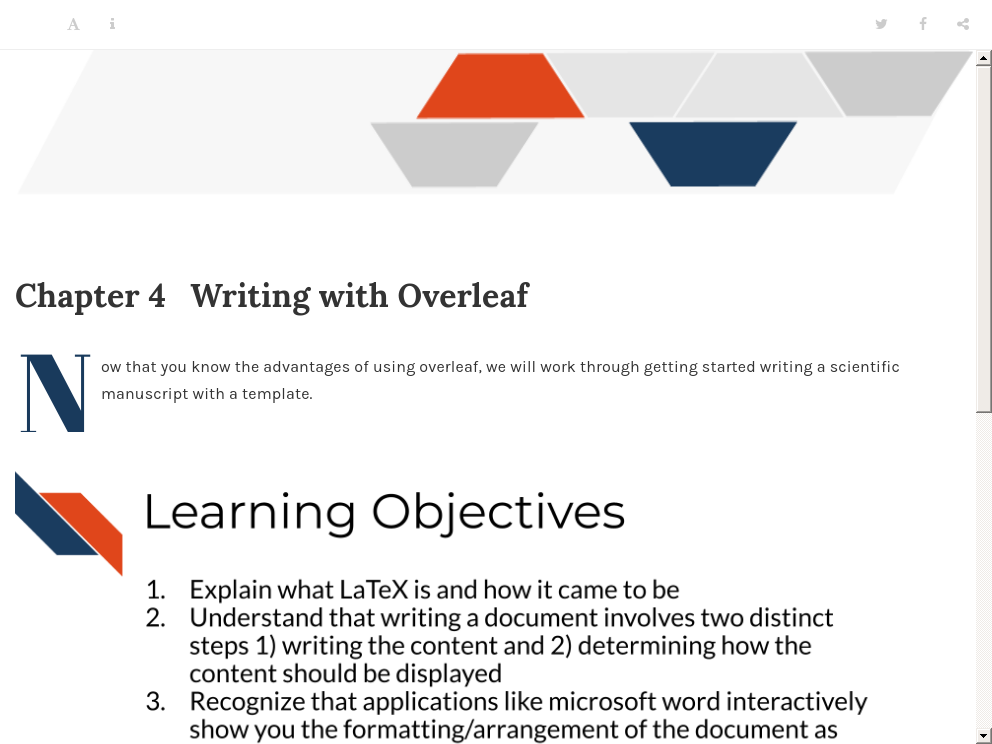 Chapter 4 Writing with Overleaf
Now that you know the advantages of using overleaf, we will work through getting started writing a scientific
manuscript with a template.
Learning Objectives
1. Explain what LaTeX is and how it came to be
2. Understand that writing a document involves two distinct
steps 1) writing the content and 2) determining how the
content should be displayed
3. Recognize that applications like microsoft word interactively
show you the formatting/arrangement of the document as